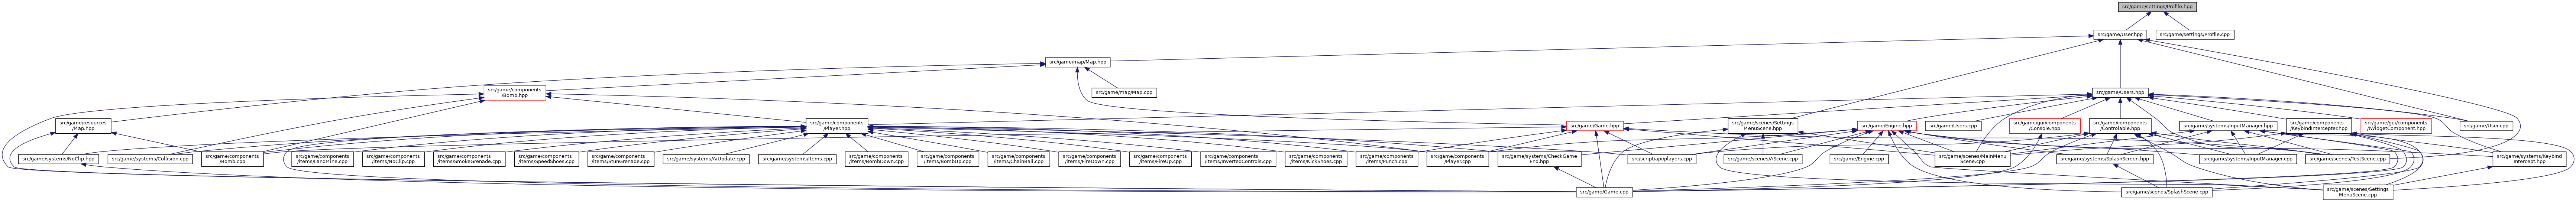 src/game/settings/Profile.hpp
src/game/User.hpp
src/game/settings/Profile.cpp
src/game/map/Map.hpp
src/game/components
/Bomb.hpp
src/game/map/Map.cpp
src/game/Users.hpp
src/game/resources
/Map.hpp
src/game/components
/Player.hpp
src/game/Game.hpp
src/game/scenes/Settings
MenuScene.hpp
src/game/Engine.hpp
src/game/Users.cpp
src/game/gui/components
/Console.hpp
src/game/components
/Controlable.hpp
src/game/systems/InputManager.hpp
src/game/components
/KeybindIntercepter.hpp
src/game/gui/components
/WidgetComponent.hpp
src/game/User.cpp
src/game/systems/NoClip.hpp
src/game/systems/Collision.cpp
src/game/components
/Bomb.cpp
src/game/components
/items/LandMine.cpp
src/game/components
/items/NoClip.cpp
src/game/components
/items/SmokeGrenade.cpp
src/game/components
/items/SpeedShoes.cpp
src/game/components
/items/StunGrenade.cpp
src/game/systems/AI/Update.cpp
src/game/systems/Items.cpp
src/game/components
/items/BombDown.cpp
src/game/components
/items/BombUp.cpp
src/game/components
/items/ChainBall.cpp
src/game/components
/items/FireDown.cpp
src/game/components
/items/FireUp.cpp
src/game/components
/items/InvertedControls.cpp
src/game/components
/items/KickShoes.cpp
src/game/components
/items/Punch.cpp
src/game/components
/Player.cpp
src/game/systems/CheckGame
End.hpp
src/script/api/players.cpp
src/game/scenes/AScene.cpp
src/game/Engine.cpp
src/game/scenes/MainMenu
Scene.cpp
src/game/systems/SplashScreen.hpp
src/game/systems/InputManager.cpp
src/game/scenes/TestScene.cpp
src/game/systems/Keybind
Intercept.hpp
src/game/Game.cpp
src/game/scenes/SplashScene.cpp
src/game/scenes/Settings
MenuScene.cpp